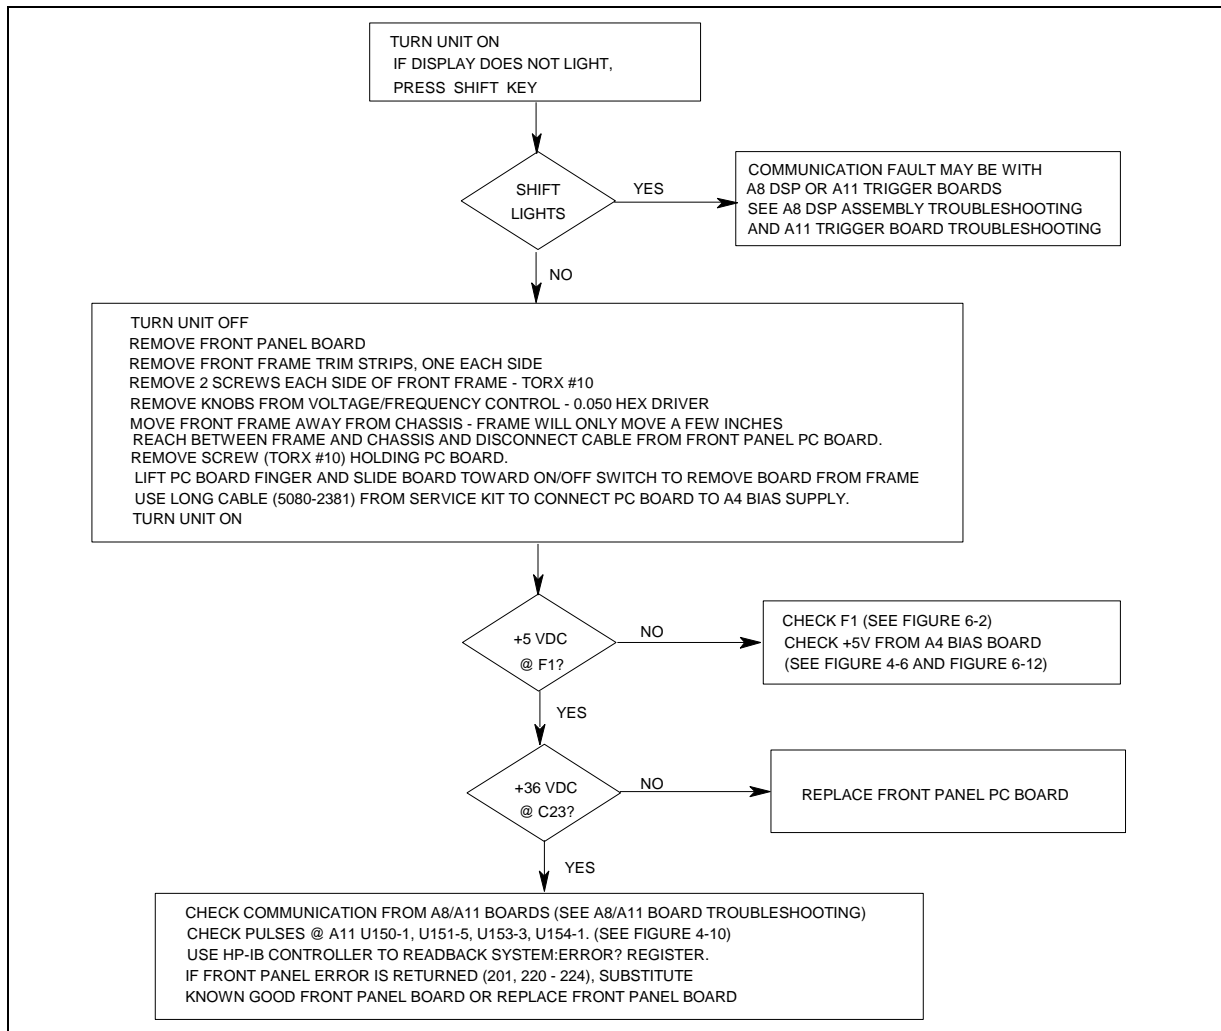 TURN UNIT ON
IF DISPLAY DOES NOT LIGHT,
PRESS SHIFT KEY
SHIFT
LIGHTS
YES
COMMUNICATION FAULT MAY BE WITH
A8 DSP OR A11 TRIGGER BOARDS
SEE A8 DSP ASSEMBLY TROUBLESHOOTING
AND A11 TRIGGER BOARD TROUBLESHOOTING
NO
TURN UNIT OFF
REMOVE FRONT PANEL BOARD
REMOVE FRONT FRAME TRIM STRIPS, ONE EACH SIDE
REMOVE 2 SCREWS EACH SIDE OF FRONT FRAME - TORX #10
REMOVE KNOBS FROM VOLTAGE/FREQUENCY CONTROL - 0.050 HEX DRIVER
MOVE FRONT FRAME AWAY FROM CHASSIS - FRAME WILL ONLY MOVE A FEW INCHES
REACH BETWEEN FRAME AND CHASSIS AND DISCONNECT CABLE FROM FRONT PANEL PC BOARD.
REMOVE SCREW (TORX #10) HOLDING PC BOARD.
LIFT PC BOARD FINGER AND SLIDE BOARD TOWARD ON/OFF SWITCH TO REMOVE BOARD FROM FRAME
USE LONG CABLE (5080-2381) FROM SERVICE KIT TO CONNECT PC BOARD TO A4 BIAS SUPPLY.
TURN UNIT ON
+5 VDC
@ F1?
NO
CHECK F1 (SEE FIGURE 6-2)
CHECK +5V FROM A4 BIAS BOARD
(SEE FIGURE 4-6 AND FIGURE 6-12)
YES
+36 VDC
@ C23?
NO
REPLACE FRONT PANEL PC BOARD
YES
CHECK COMMUNICATION FROM A8/A11 BOARDS (SEE A8/A11 BOARD TROUBLESHOOTING)
CHECK PULSES @ A11 U150-1, U151-5, U153-3, U154-1. (SEE FIGURE 4-10)
USE HP-IB CONTROLLER TO READBACK SYSTEM:ERROR? REGISTER.
IF FRONT PANEL ERROR IS RETURNED (201, 220 - 224), SUBSTITUTE
KNOWN GOOD FRONT PANEL BOARD OR REPLACE FRONT PANEL BOARD